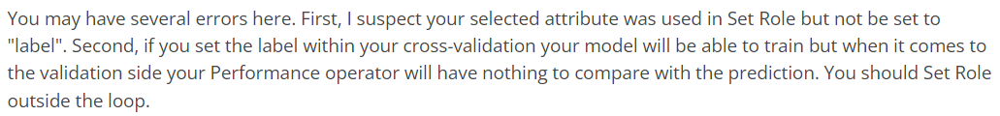 You may have several errors here. First, I suspect your selected attribute was used in Set Role but not be set to
"label". Second, if you set the label within your cross-validation your model will be able to train but when it comes to
the validation side your Performance operator will have nothing to compare with the prediction. You should Set Role
outside the loop.